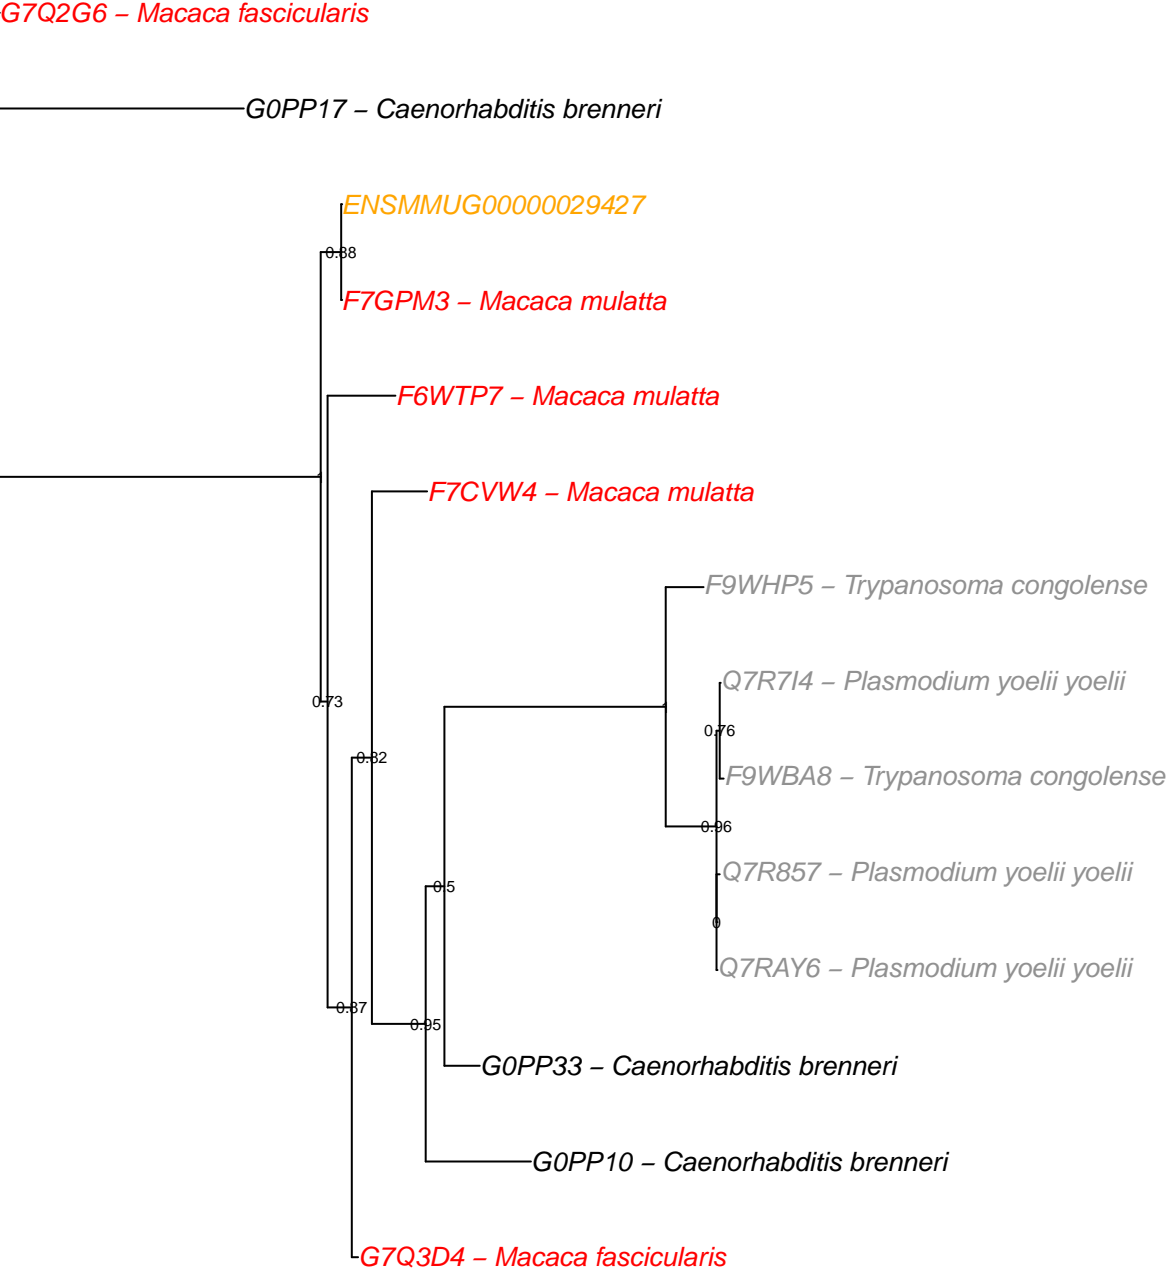 G7Q2G6 – Macaca fascicularis
G0PP17 – Caenorhabditis brenneri
ENSMMUG00000029427
0.88
F7GPM3 – Macaca mulatta
F6WTP7 – Macaca mulatta
F7CVW4 – Macaca mulatta
F9WHP5 – Trypanosoma congolense
Q7R7I4 – Plasmodium yoelii yoelii
0.73
0.76
0.82
F9WBA8 – Trypanosoma congolense
0.96
Q7R857 – Plasmodium yoelii yoelii
0.5
0
Q7RAY6 – Plasmodium yoelii yoelii
0.87
0.95
G0PP33 – Caenorhabditis brenneri
G0PP10 – Caenorhabditis brenneri
G7Q3D4 – Macaca fascicularis